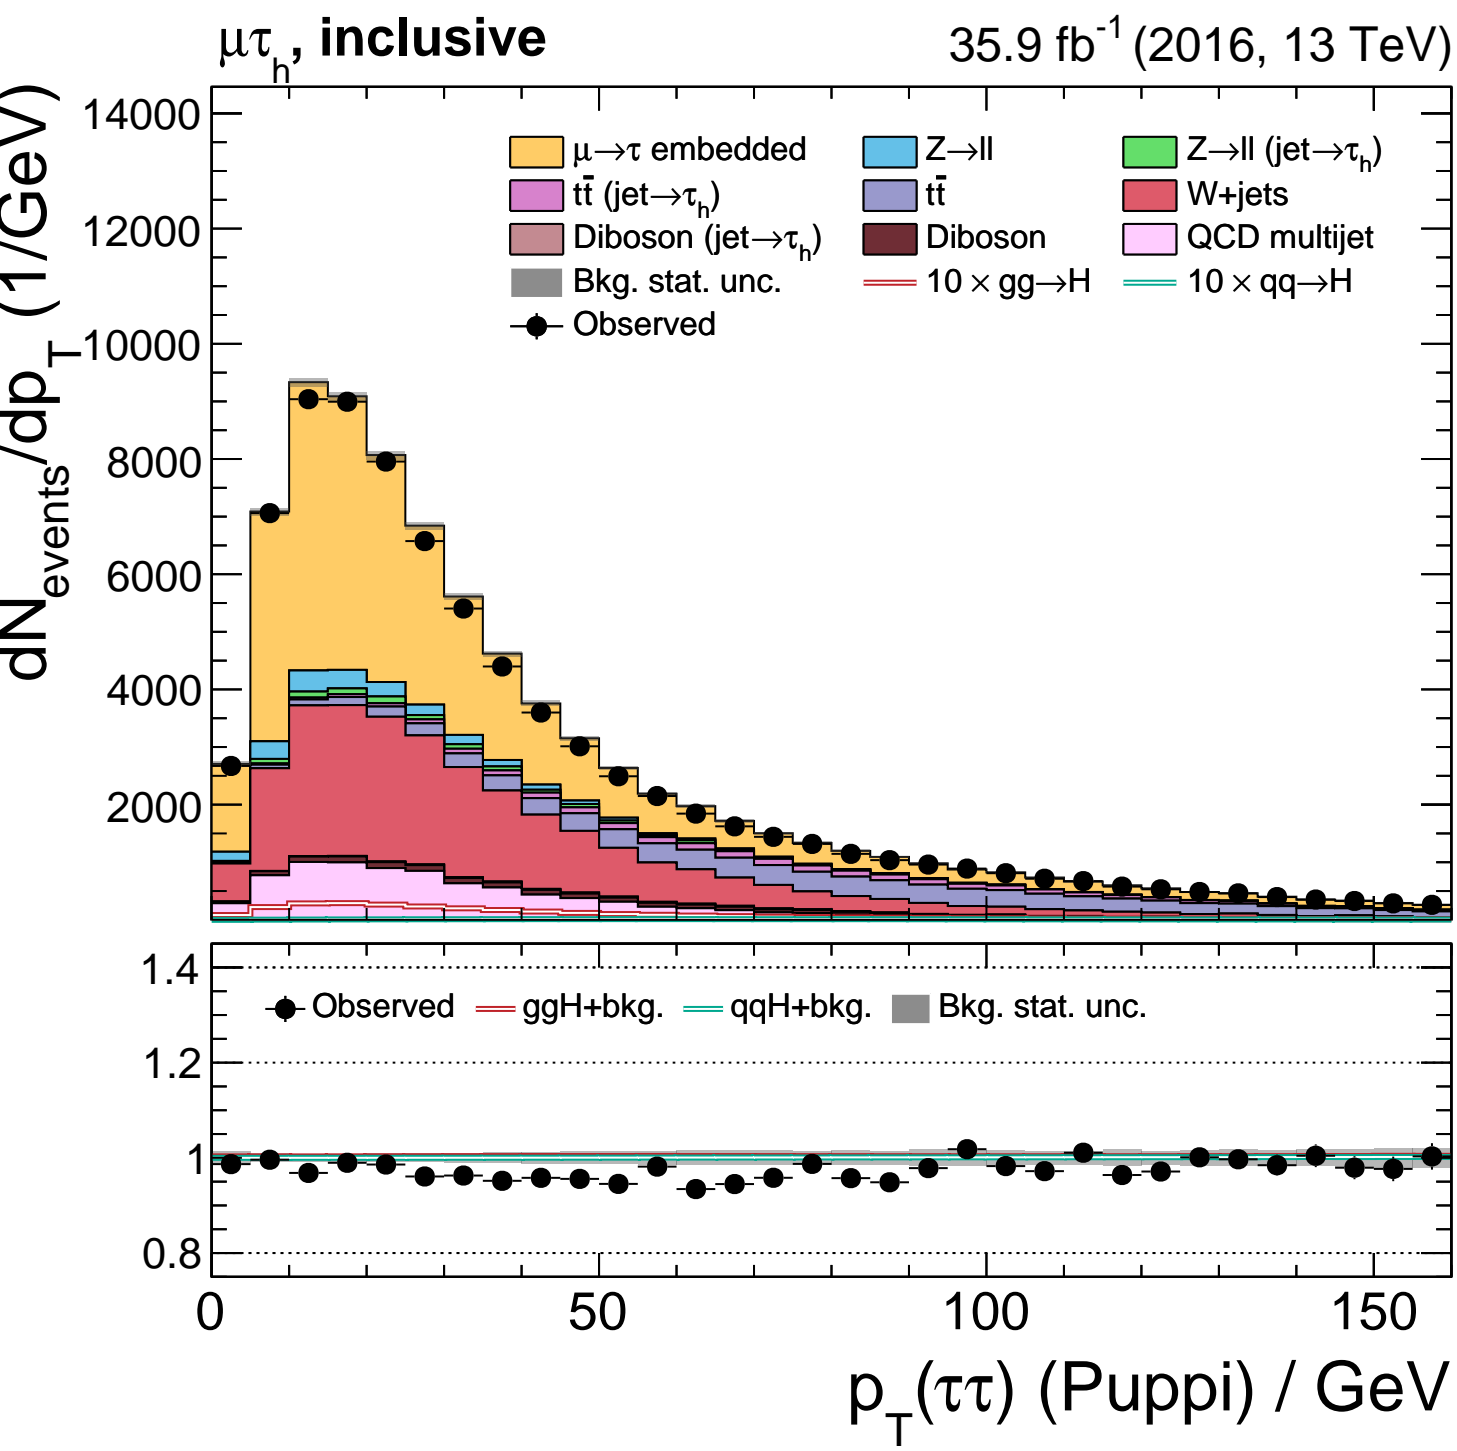 μτh, inclusive 35.9 fb-1 (2016, 13 TeV)
dNevents/dpT (1/GeV)
14000
12000
10000
8000
6000
4000
2000
μ→τ embedded Z→ll Z→ll (jet→τh)
tt̄ (jet→τh) tt̄ W+jets
Diboson (jet→τh) Diboson QCD multijet
Bkg. stat. unc. 10 × gg→H 10 × qq→H
Observed
1.4
1.2
1
0.8
Observed ggH+bkg. qqH+bkg. Bkg. stat. unc.
0 50 100 150
pT(ττ) (Puppi) / GeV